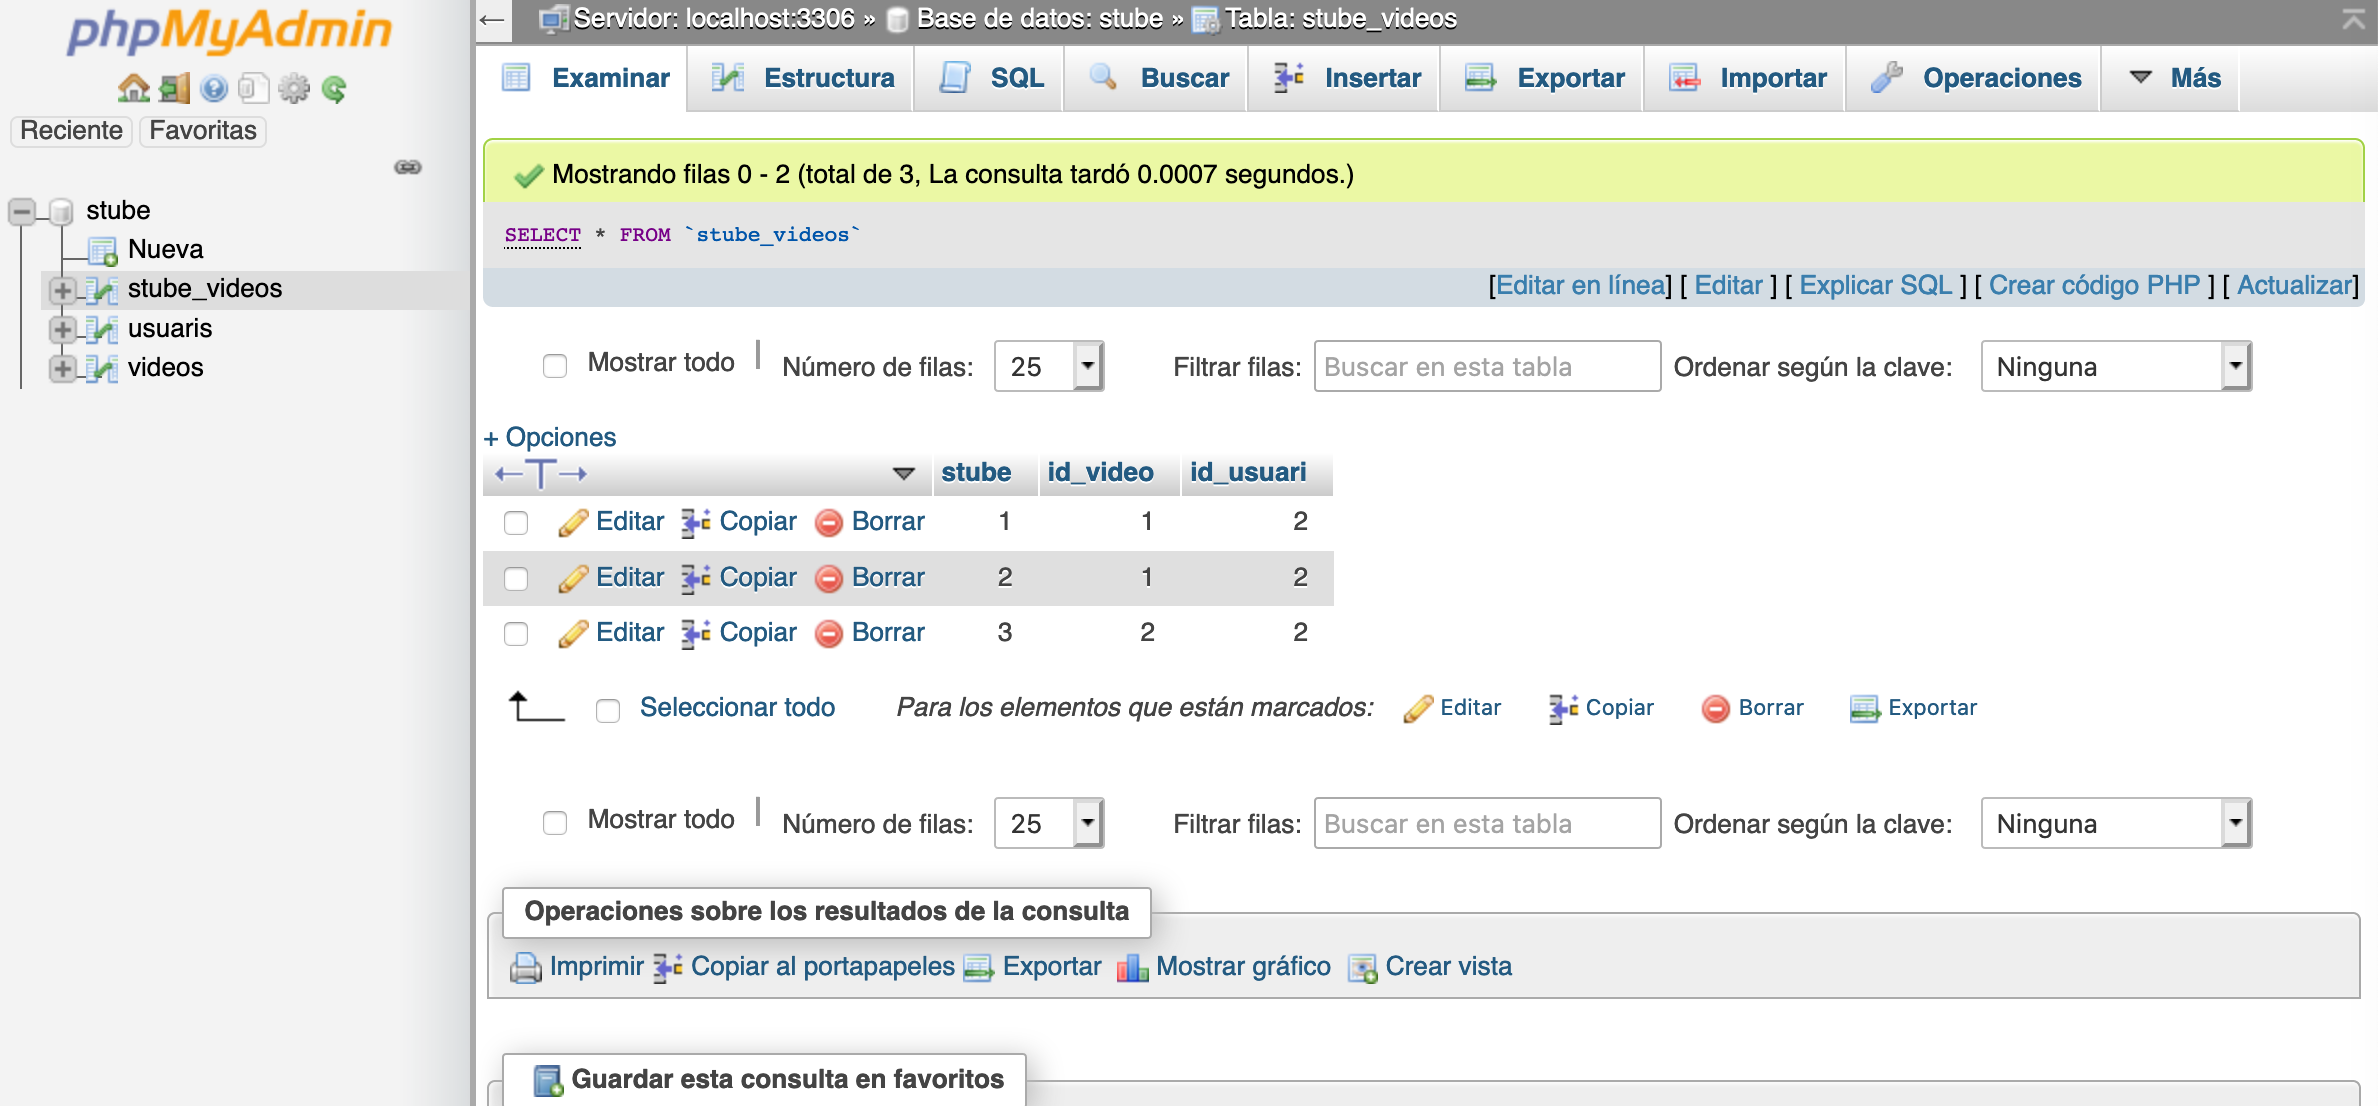 phpMyAdmin
Reciente Favoritas
stube
Nueva
stube_videos
usuaris
videos
← Servidor: localhost:3306 » Base de datos: stube » Tabla: stube_videos
Examinar Estructura SQL Buscar Insertar Exportar Importar Operaciones Más
Mostrando filas 0 - 2 (total de 3, La consulta tardó 0.0007 segundos.)
SELECT * FROM `stube_videos`
[Editar en línea] [ Editar ] [ Explicar SQL ] [ Crear código PHP ] [ Actualizar]
Mostrar todo | Número de filas: 25 Filtrar filas: Buscar en esta tabla Ordenar según la clave: Ninguna
+ Opciones
←T→ stube id_video id_usuari
Editar Copiar Borrar 1 1 2
Editar Copiar Borrar 2 1 2
Editar Copiar Borrar 3 2 2
Seleccionar todo Para los elementos que están marcados: Editar Copiar Borrar Exportar
Mostrar todo | Número de filas: 25 Filtrar filas: Buscar en esta tabla Ordenar según la clave: Ninguna
Operaciones sobre los resultados de la consulta
Imprimir Copiar al portapapeles Exportar Mostrar gráfico Crear vista
Guardar esta consulta en favoritos